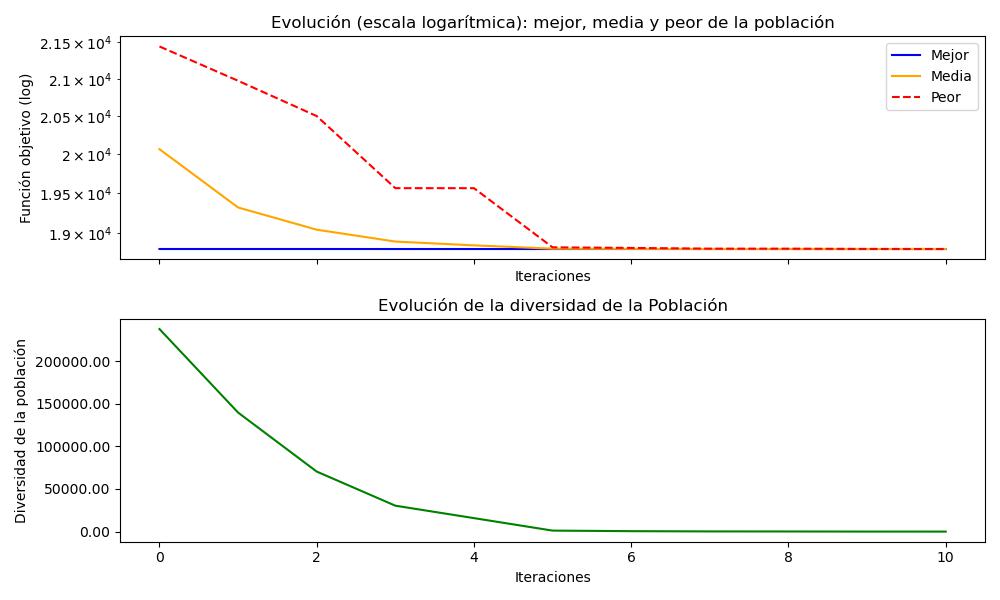 Evolución (escala logarítmica): mejor, media y peor de la población
Función objetivo (log)
2.15 × 10⁴
2.1 × 10⁴
2.05 × 10⁴
2 × 10⁴
1.95 × 10⁴
1.9 × 10⁴
Mejor
Media
Peor
Iteraciones
Evolución de la diversidad de la Población
Diversidad de la población
200000.00
150000.00
100000.00
50000.00
0.00
0 2 4 6 8 10
Iteraciones